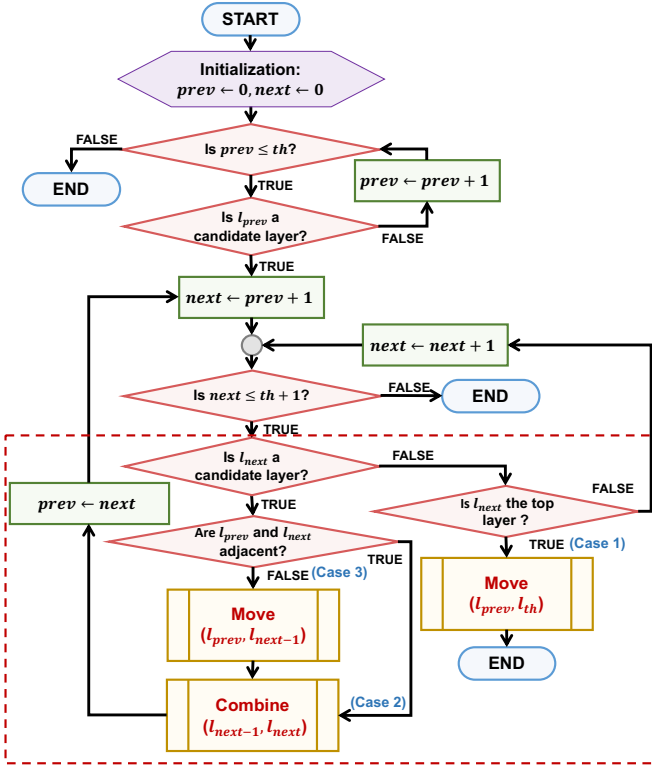 START
Initialization:
prev ← 0, next ← 0
FALSE
Is prev ≤ th?
END
prev ← prev + 1
TRUE
Is l_prev a
candidate layer?
FALSE
TRUE
next ← prev + 1
next ← next + 1
Is next ≤ th + 1?
FALSE
END
TRUE
Is l_next a
candidate layer?
FALSE
prev ← next
TRUE
Is l_next the top
layer ?
FALSE
Are l_prev and l_next
adjacent?
TRUE
TRUE
(Case 1)
FALSE
(Case 3)
Move
(l_prev, l_th)
Move
(l_prev, l_next−1)
END
Combine
(l_next−1, l_next)
(Case 2)